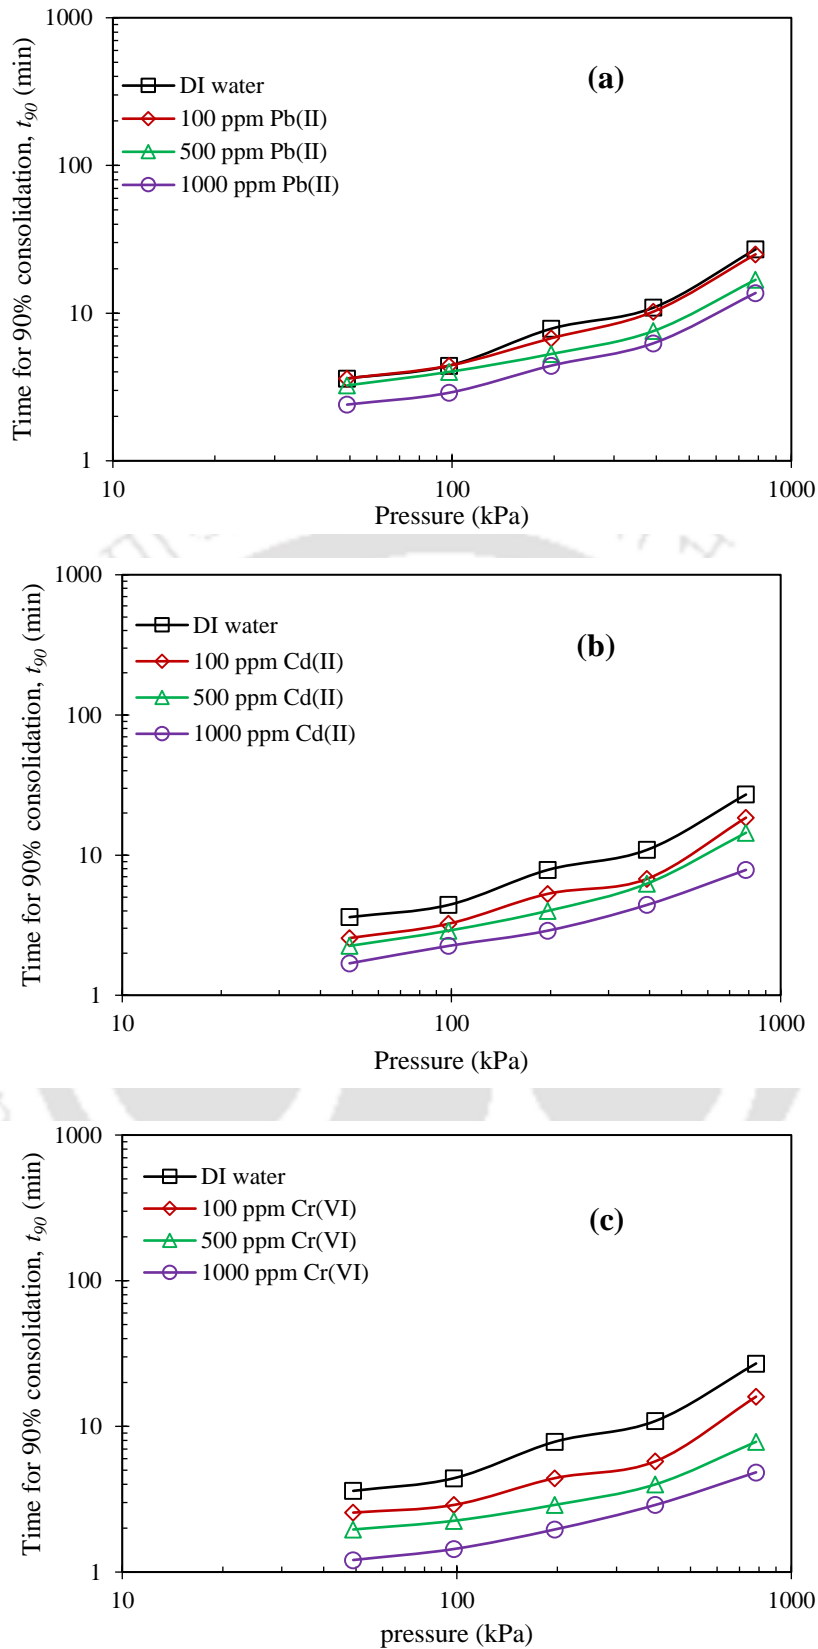 1000
100
10
1
Time for 90% consolidation, t90 (min)
DI water
100 ppm Pb(II)
500 ppm Pb(II)
1000 ppm Pb(II)
(a)
10 100 1000
Pressure (kPa)
1000
100
10
1
Time for 90% consolidation, t90 (min)
DI water
100 ppm Cd(II)
500 ppm Cd(II)
1000 ppm Cd(II)
(b)
10 100 1000
Pressure (kPa)
1000
100
10
1
Time for 90% consolidation, t90 (min)
DI water
100 ppm Cr(VI)
500 ppm Cr(VI)
1000 ppm Cr(VI)
(c)
10 100 1000
pressure (kPa)